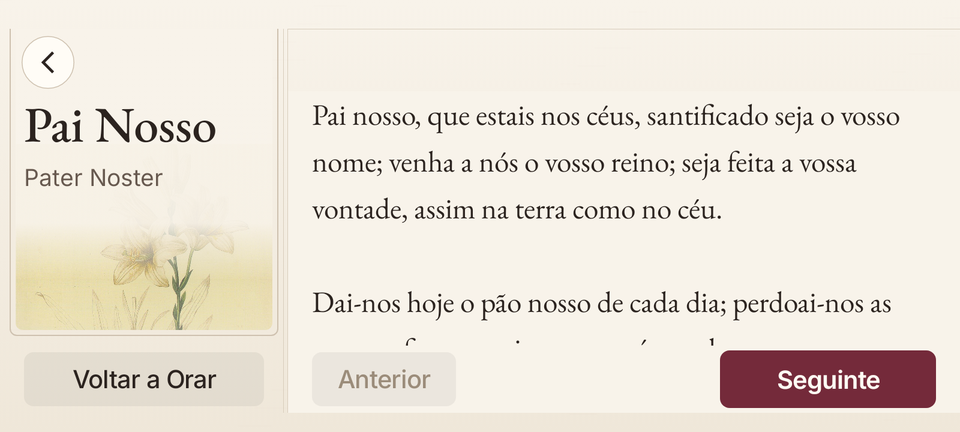 Pai Nosso
Pater Noster
Pai nosso, que estais nos céus, santificado seja o vosso
nome; venha a nós o vosso reino; seja feita a vossa
vontade, assim na terra como no céu.
Dai-nos hoje o pão nosso de cada dia; perdoai-nos as
Voltar a Orar
Anterior
Seguinte